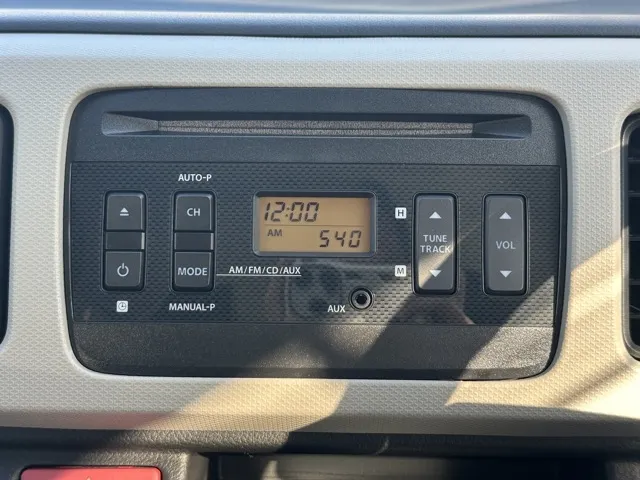 AUTO-P
CH
12:00
AM 540
H
TUNE
TRACK
VOL
MODE
AM/FM/CD/AUX
M
MANUAL-P
AUX